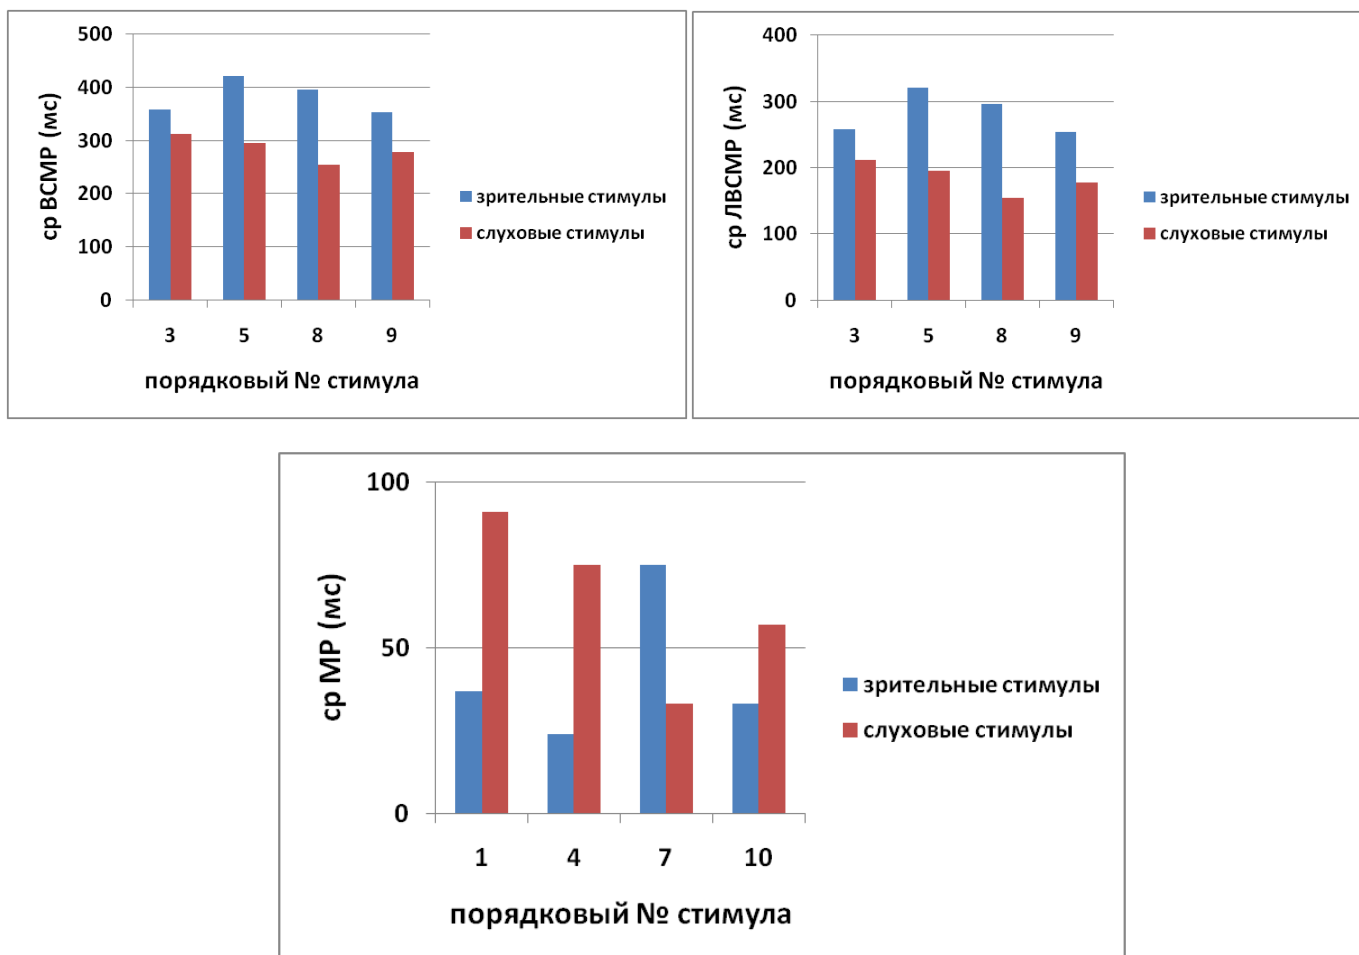 500
400
300
200
100
0
ср ВСМР (мс)
3 5 8 9
порядковый № стимула
зрительные стимулы
слуховые стимулы
400
300
200
100
0
ср ЛВСМР (мс)
3 5 8 9
порядковый № стимула
зрительные стимулы
слуховые стимулы
100
50
0
ср МР (мс)
1 4 7 10
порядковый № стимула
зрительные стимулы
слуховые стимулы